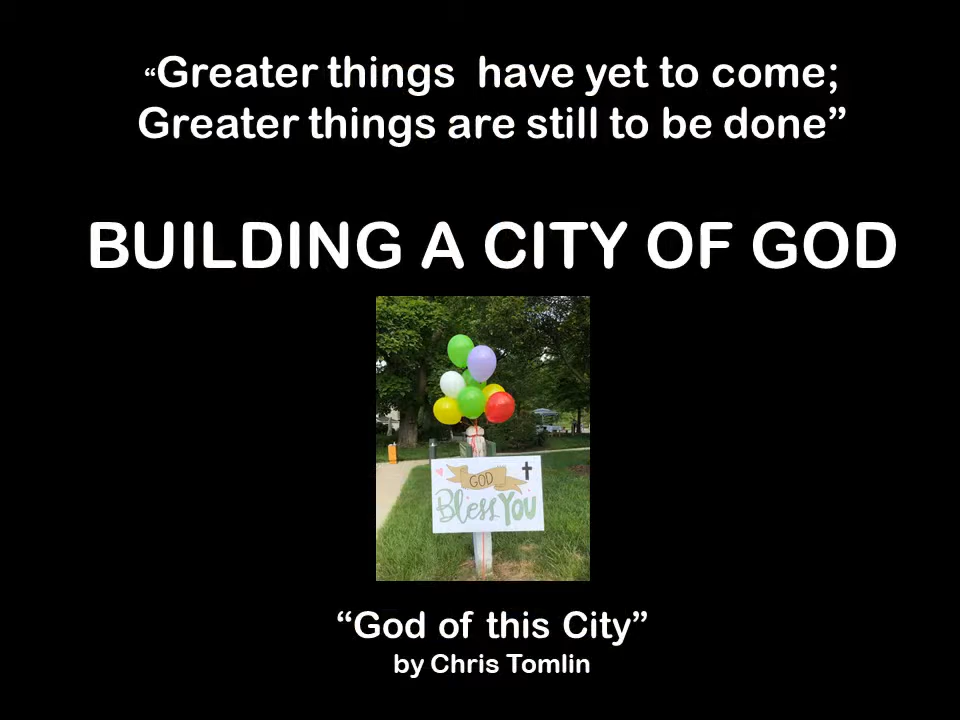 “Greater things have yet to come;
Greater things are still to be done”
BUILDING A CITY OF GOD
GOD
Bless YOU
“God of this City”
by Chris Tomlin